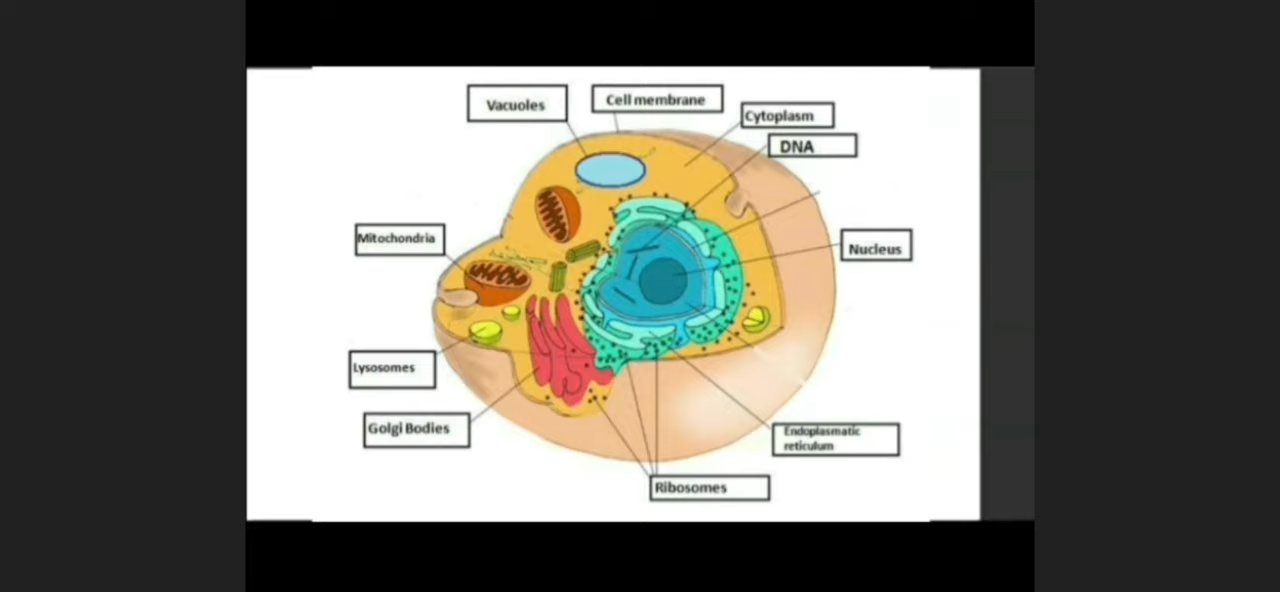 Vacuoles
Cell membrane
Cytoplasm
DNA
Mitochondria
Nucleus
Lysosomes
Golgi Bodies
Endoplasmatic
reticulum
Ribosomes